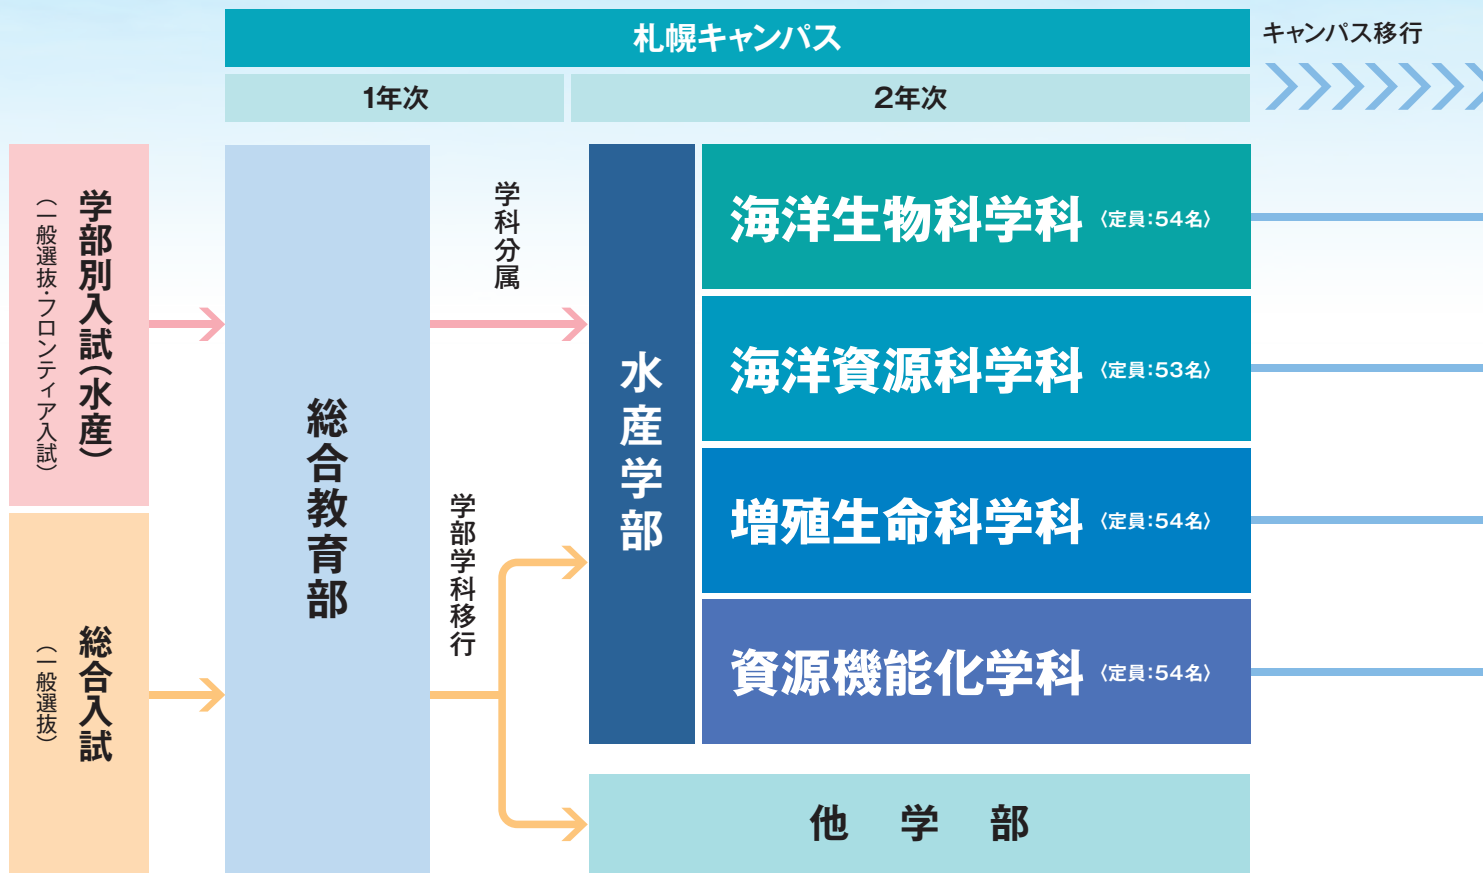 札幌キャンパス
キャンパス移行
1年次
2年次
学部別入試（水産）
（一般選抜・フロンティア入試）
総合入試
（一般選抜）
総合教育部
学科分属
学部学科移行
水産学部
海洋生物科学科〈定員：54名〉
海洋資源科学科〈定員：53名〉
増殖生命科学科〈定員：54名〉
資源機能化学科〈定員：54名〉
他学部